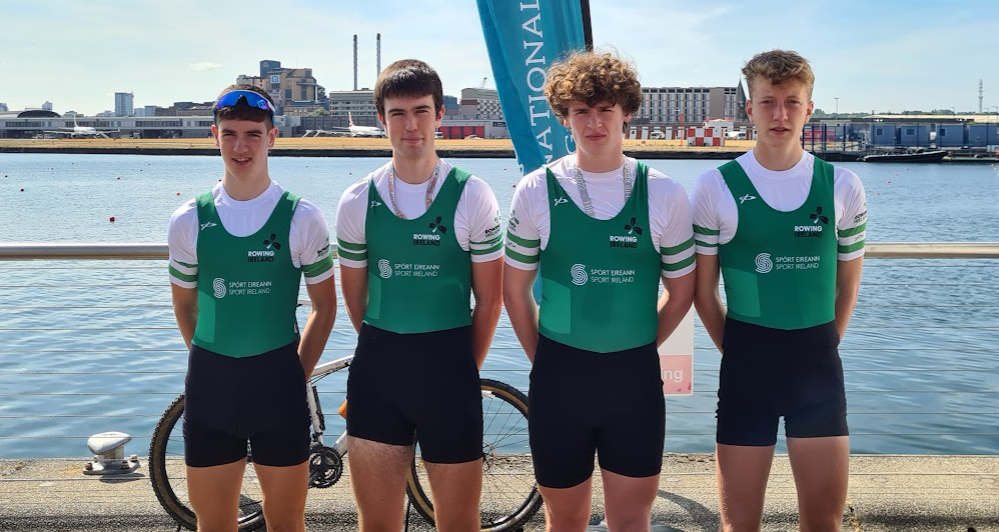 NATIONAL
ROWING
IRELAND
SPÓRT ÉIREANN
SPORT IRELAND
ROWING
IRELAND
SPÓRT ÉIREANN
SPORT IRELAND
ROWING
IRELAND
SPÓRT ÉIREANN
SPORT IRELAND
ROWING
IRELAND
SPÓRT ÉIREANN
SPORT IRELAND
ing